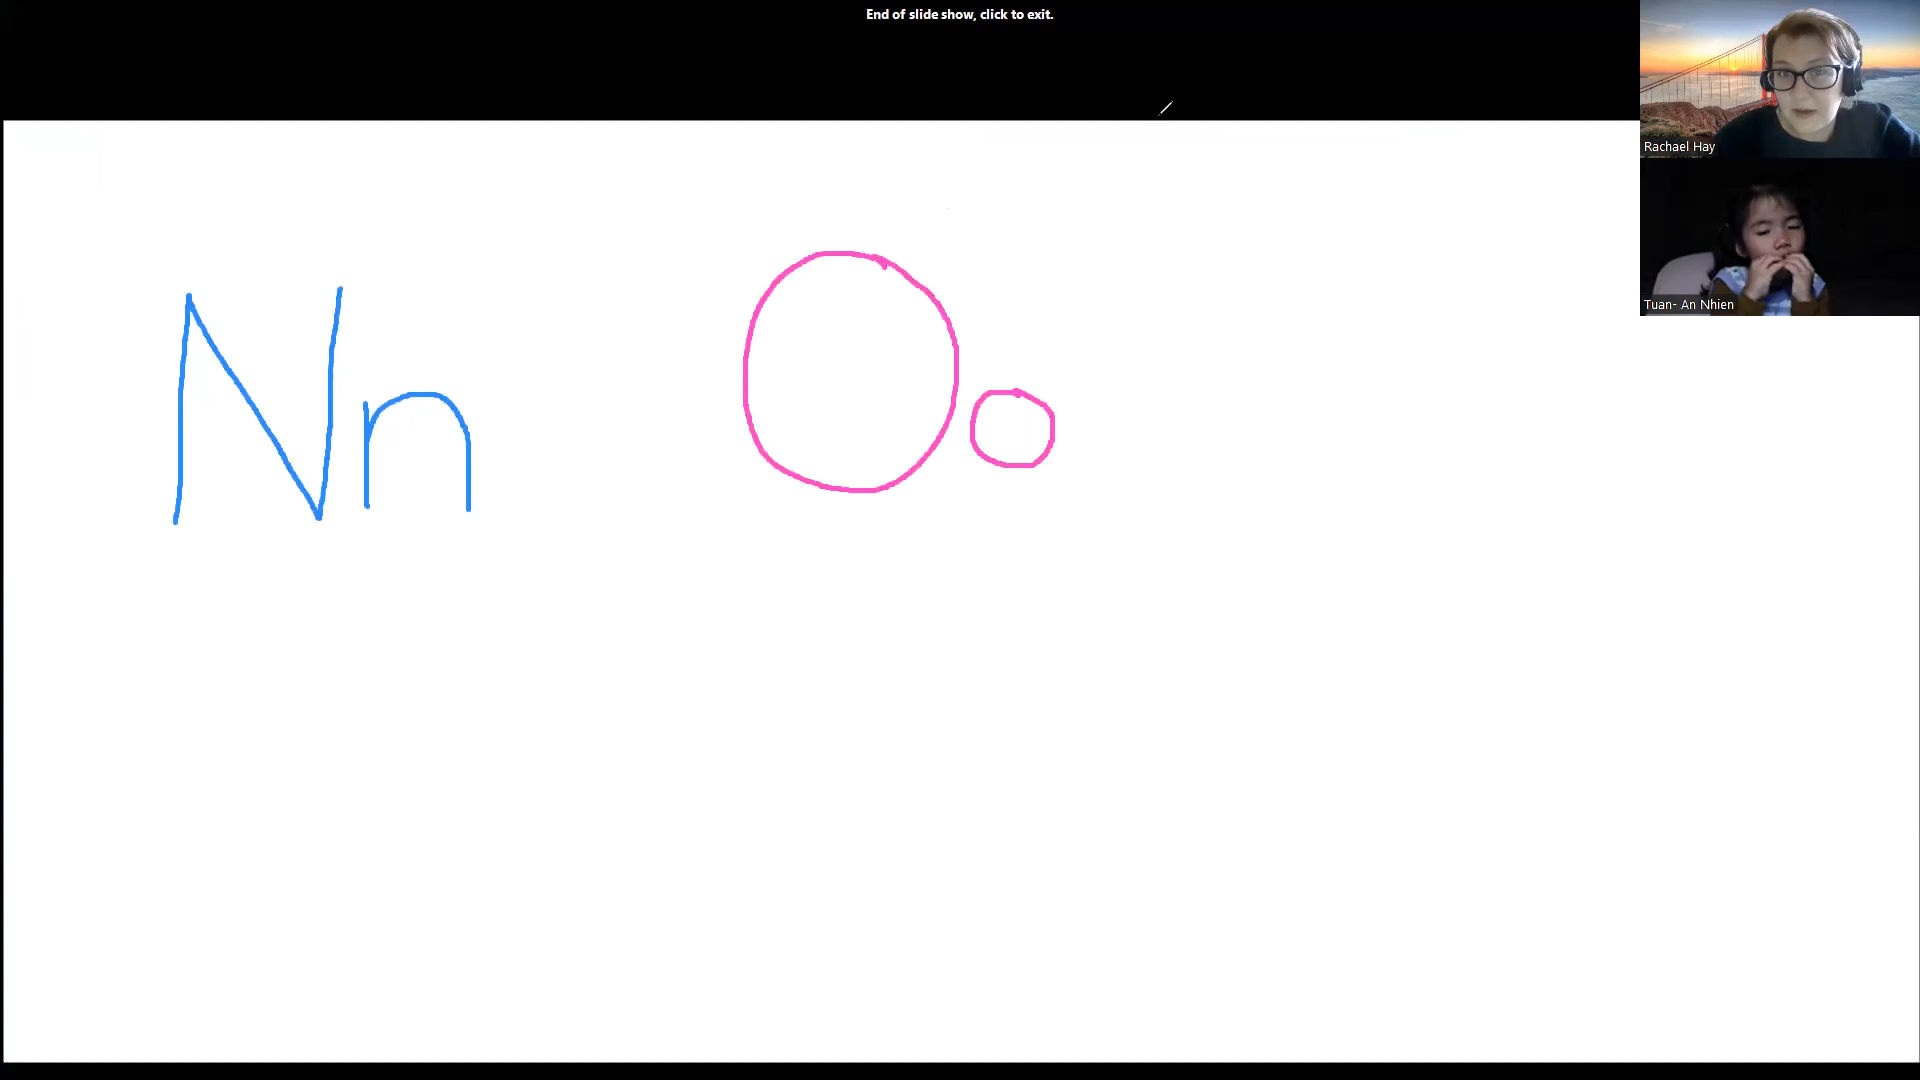 End of slide show, click to exit.
Rachael Hay
Tuan- An Nhien
Nn Oo